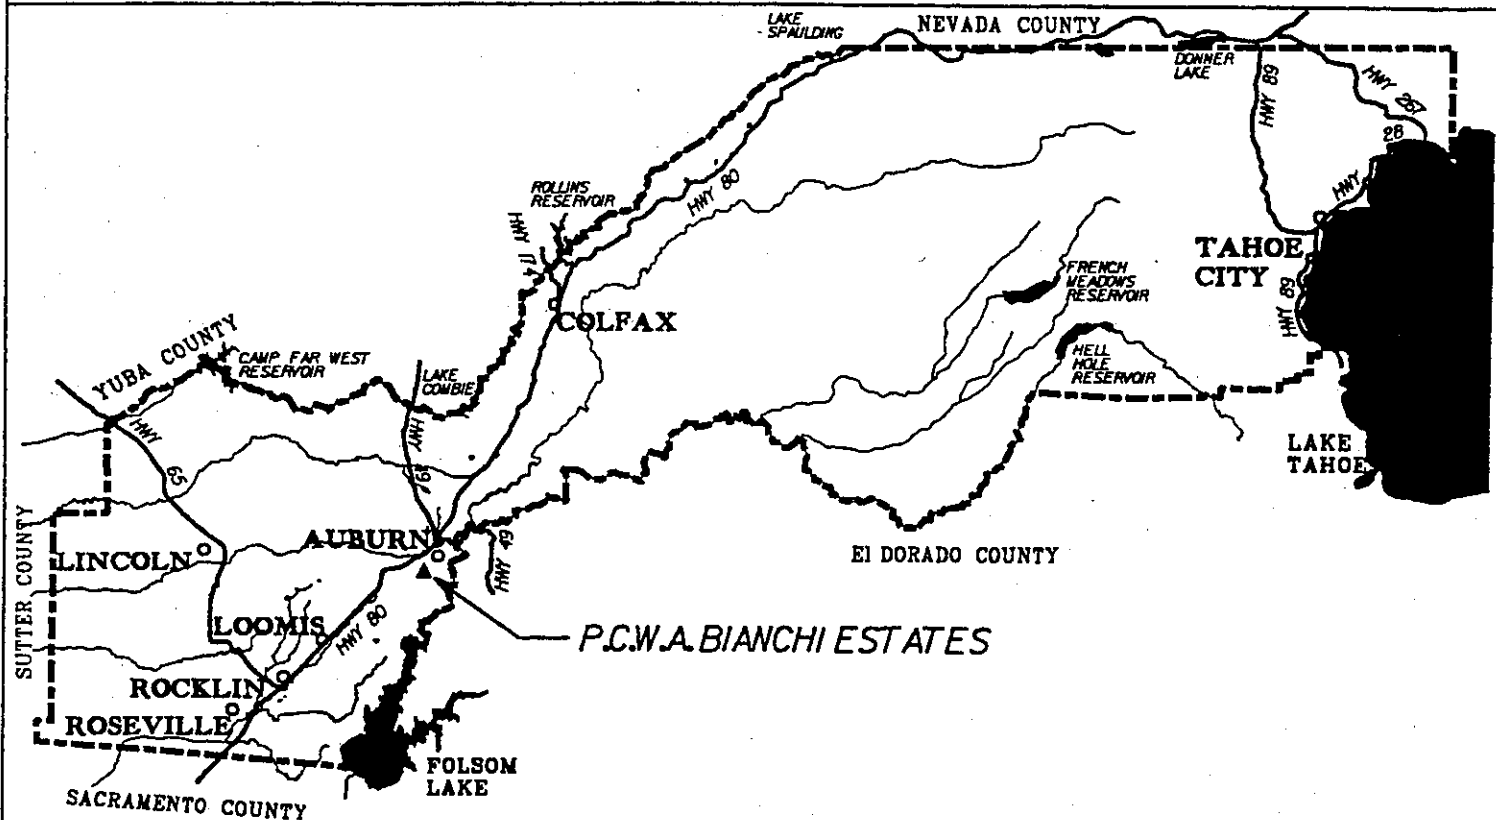 LAKE
SPAULDING
NEVADA COUNTY
DONNER
LAKE
HWY 89
HWY 267
28
HWY
ROLLINS
RESERVOIR
HWY 174
HWY 80
TAHOE
CITY
FRENCH
MEADOWS
RESERVOIR
HWY 89
COLFAX
YUBA COUNTY
CAMP FAR WEST
RESERVOIR
LAKE
COMBIE
HELL
HOLE
RESERVOIR
HWY
65
HWY
49
LAKE
TAHOE
SUTTER COUNTY
AUBURN
HWY 49
El DORADO COUNTY
LINCOLN
LOOMIS
HWY 80
P.C.W.A. BIANCHI ESTATES
ROCKLIN
ROSEVILLE
FOLSOM
LAKE
SACRAMENTO COUNTY